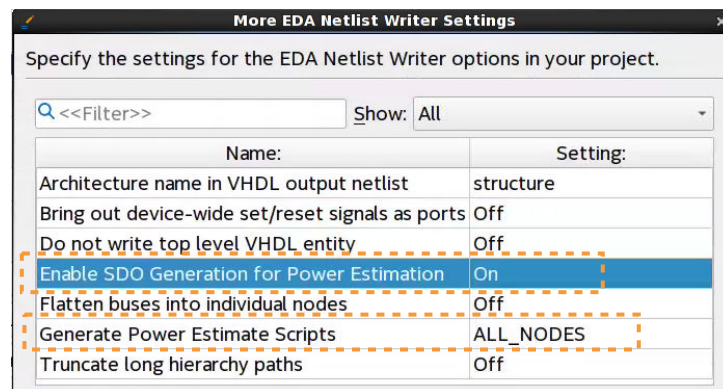 More EDA Netlist Writer Settings
Specify the settings for the EDA Netlist Writer options in your project.
<<Filter>> Show: All
Name: Setting:
Architecture name in VHDL output netlist structure
Bring out device-wide set/reset signals as ports Off
Do not write top level VHDL entity Off
Enable SDO Generation for Power Estimation On
Flatten buses into individual nodes Off
Generate Power Estimate Scripts ALL_NODES
Truncate long hierarchy paths Off